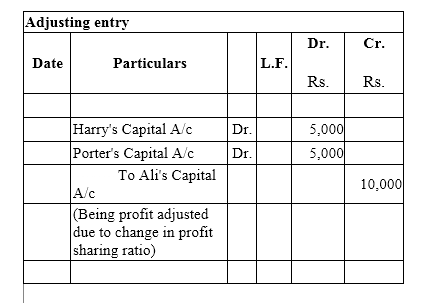 Adjusting entry
Date Particulars L.F. Dr. Cr.
Rs. Rs.
Harry's Capital A/c Dr. 5,000
Porter's Capital A/c Dr. 5,000
To Ali's Capital
A/c 10,000
(Being profit adjusted
due to change in profit
sharing ratio)